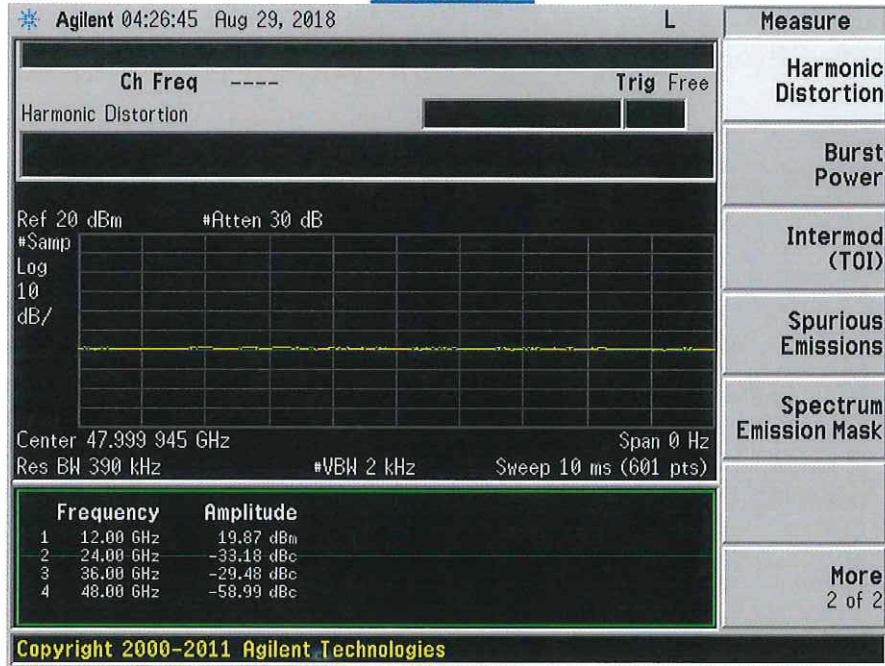 Agilent 04:26:45 Aug 29, 2018 L
Measure
Ch Freq ----
Trig Free
Harmonic Distortion
Ref 20 dBm #Atten 30 dB
#Samp
Log
10
dB/
Center 47.999 945 GHz Span 0 Hz
Res BW 390 kHz #VBW 2 kHz Sweep 10 ms (601 pts)
Frequency Amplitude
1 12.00 GHz 19.87 dBm
2 24.00 GHz -33.18 dBc
3 36.00 GHz -29.48 dBc
4 48.00 GHz -58.99 dBc
Copyright 2000-2011 Agilent Technologies
Harmonic
Distortion
Burst
Power
Intermod
(TOI)
Spurious
Emissions
Spectrum
Emission Mask
More
2 of 2